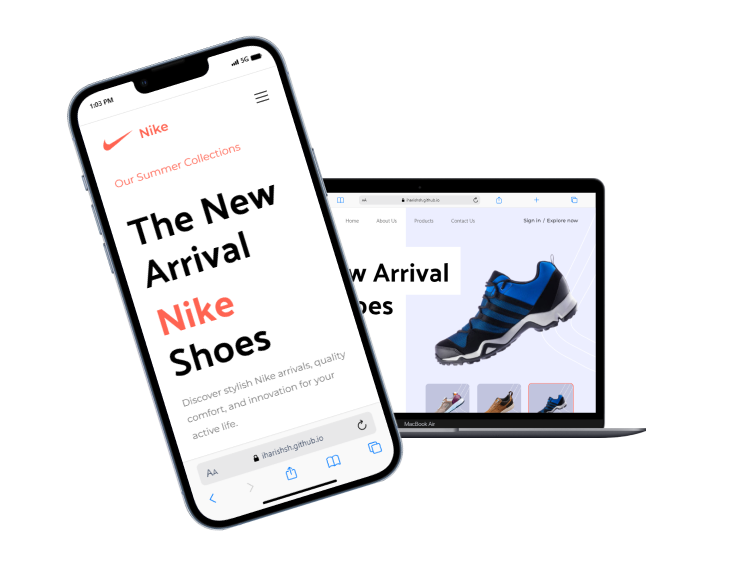 1:03 PM
5G
Nike
Our Summer Collections
The New
Arrival
Nike
Shoes
Discover stylish Nike arrivals, quality
comfort, and innovation for your
active life.
AA
iharishsh.github.io
AA
iharishsh.github.io
Home
About Us
Products
Contact Us
Sign in / Explore now
w Arrival
oes
MacBook Air